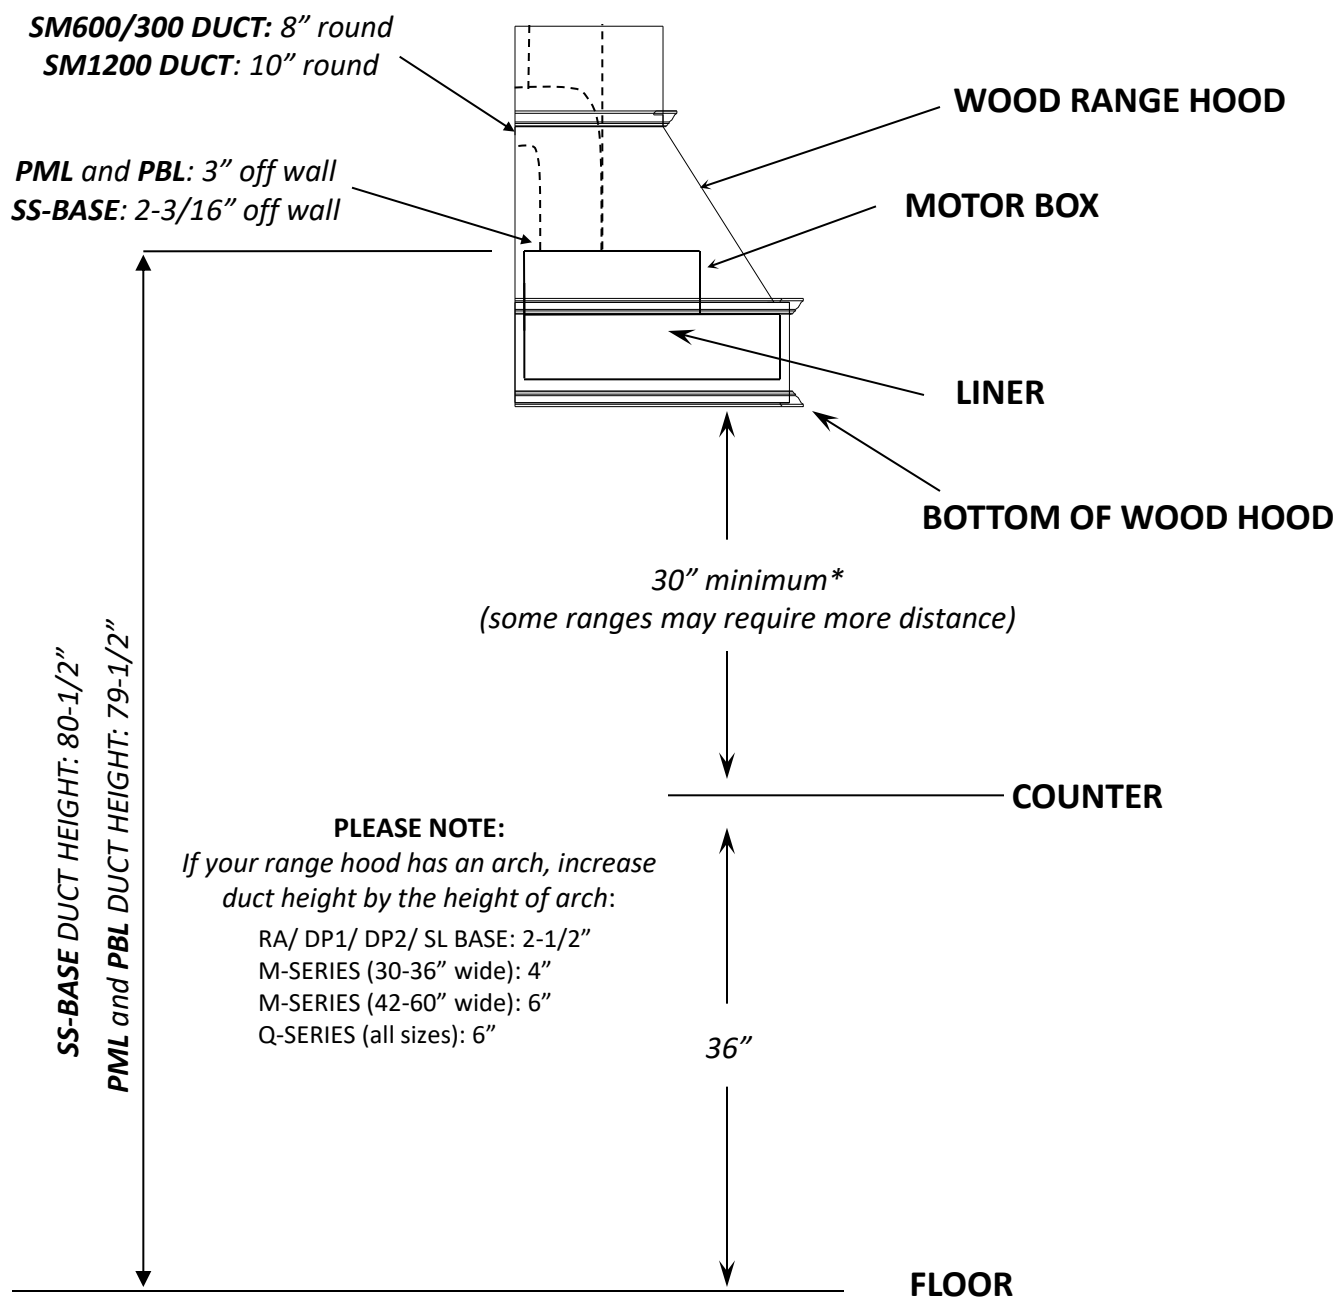 SM600/300 DUCT: 8” round
SM1200 DUCT: 10” round
WOOD RANGE HOOD
PML and PBL: 3” off wall
SS-BASE: 2-3/16” off wall
MOTOR BOX
LINER
BOTTOM OF WOOD HOOD
30” minimum*
(some ranges may require more distance)
SS-BASE DUCT HEIGHT: 80-1/2”
PML and PBL DUCT HEIGHT: 79-1/2”
COUNTER
PLEASE NOTE:
If your range hood has an arch, increase
duct height by the height of arch:
RA/ DP1/ DP2/ SL BASE: 2-1/2”
M-SERIES (30-36” wide): 4”
M-SERIES (42-60” wide): 6”
Q-SERIES (all sizes): 6”
36”
FLOOR